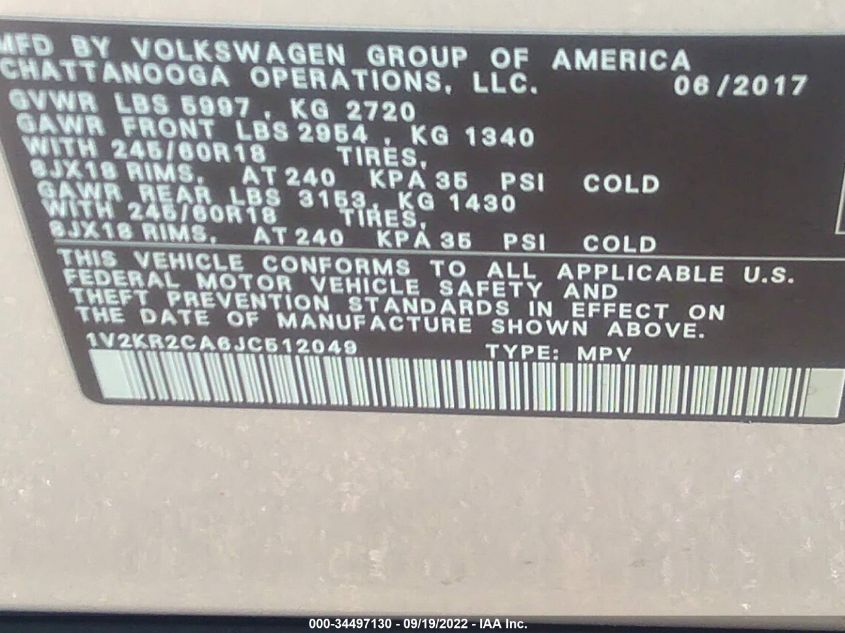 MFD BY VOLKSWAGEN GROUP OF AMERICA
CHATTANOOGA OPERATIONS, LLC. 06/2017
GVWR LBS 5997 , KG 2720
GAWR FRONT LBS 2954 , KG 1340
WITH 245/60R18 TIRES,
8JX18 RIMS, AT 240 KPA 35 PSI COLD
GAWR REAR LBS 3153, KG 1430
WITH 245/60R18 TIRES,
8JX18 RIMS, AT 240 KPA 35 PSI COLD
THIS VEHICLE CONFORMS TO ALL APPLICABLE U.S.
FEDERAL MOTOR VEHICLE SAFETY AND
THEFT PREVENTION STANDARDS IN EFFECT ON
THE DATE OF MANUFACTURE SHOWN ABOVE.
1V2KR2CA6JC512049 TYPE: MPV
000-34497130 - 09/19/2022 - IAA Inc.